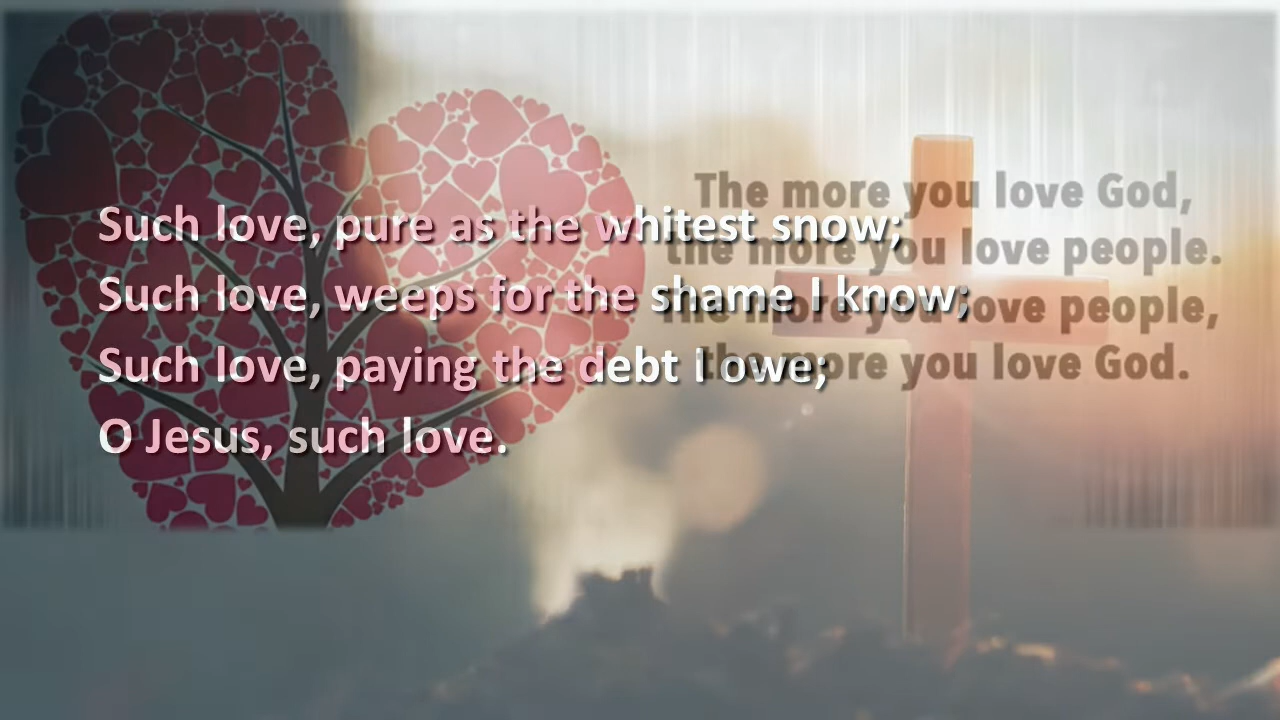 Such love, pure as the whitest snow;
Such love, weeps for the shame I know;
Such love, paying the debt I owe;
O Jesus, such love.
The more you love God,
the more you love people.
The more you love people,
the more you love God.